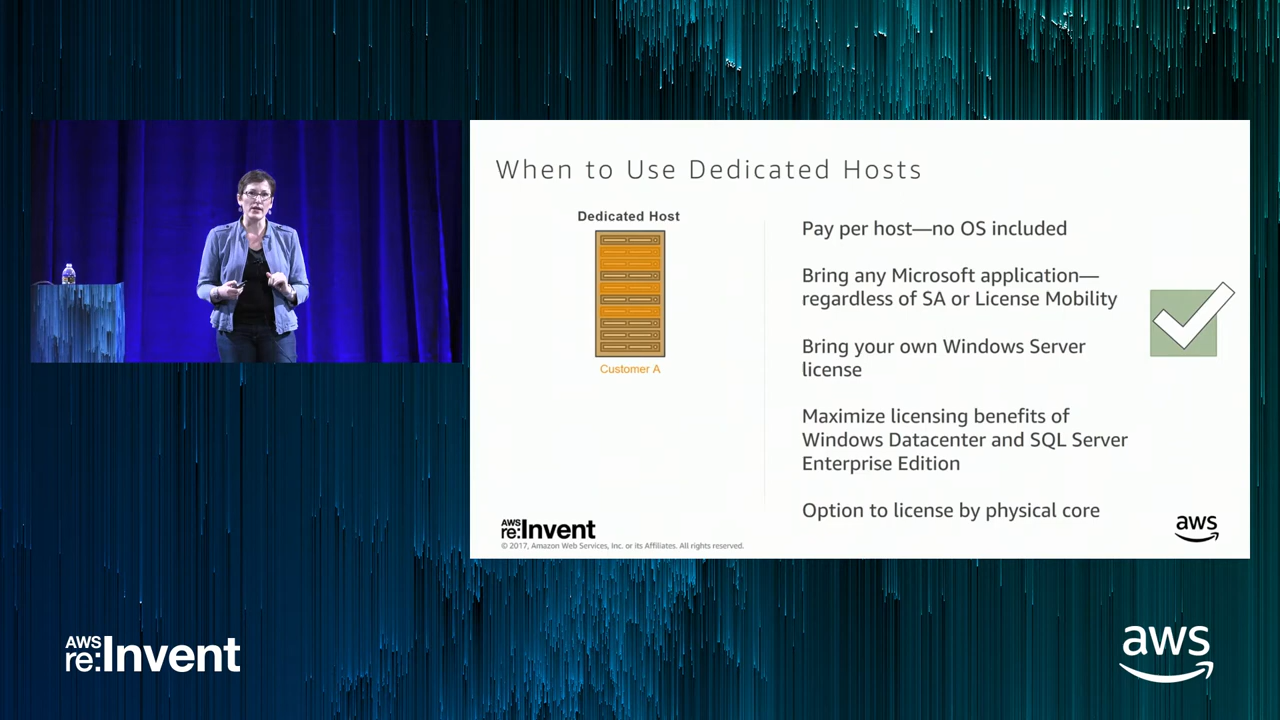 When to Use Dedicated Hosts
Dedicated Host
Customer A
Pay per host—no OS included
Bring any Microsoft application—
regardless of SA or License Mobility
Bring your own Windows Server
license
Maximize licensing benefits of
Windows Datacenter and SQL Server
Enterprise Edition
Option to license by physical core
AWS
re:Invent
© 2017, Amazon Web Services, Inc. or its Affiliates. All rights reserved.
aws
AWS
re:Invent
aws